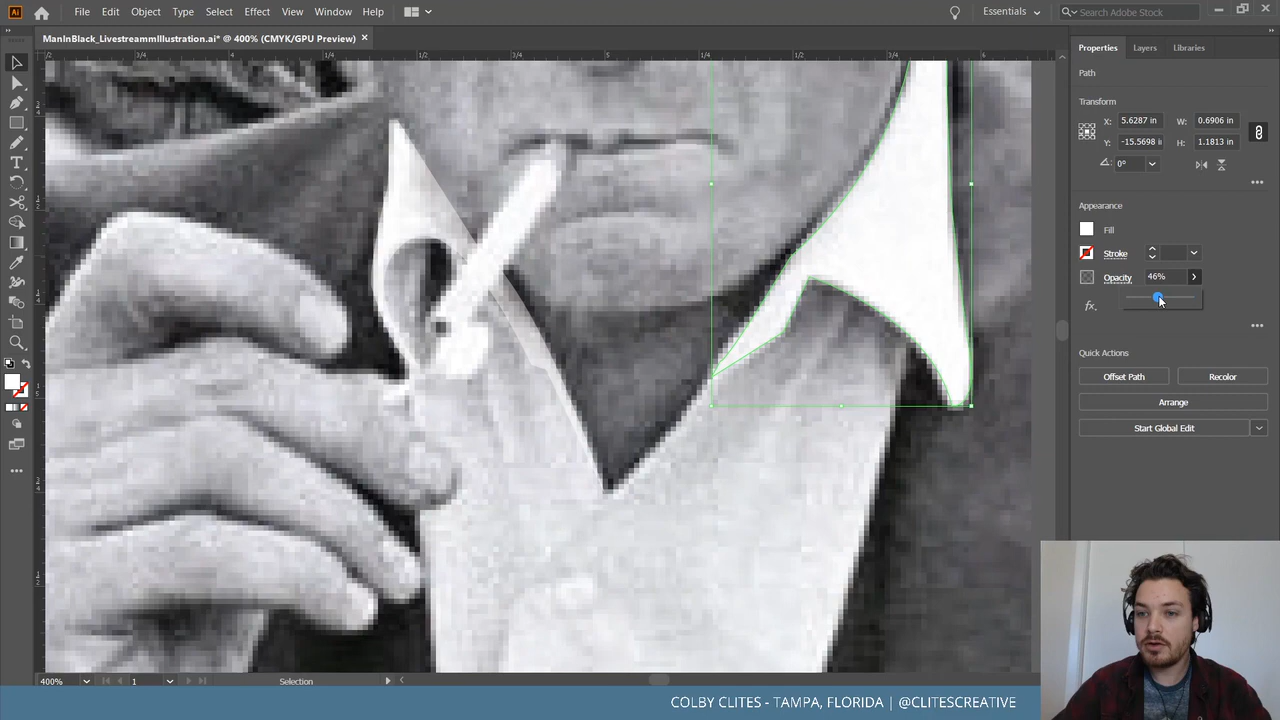 Ai File Edit Object Type Select Effect View Window Help Essentials Search Adobe Stock
ManInBlack_LivestreammIllustration.ai* @ 400% (CMYK/GPU Preview)
Properties Layers Libraries
Path
Transform
X: 5.6287 in W: 0.6906 in
Y: -15.5698 i H: 1.1813 in
0°
Appearance
Fill
Stroke
Opacity 46%
fx.
Quick Actions
Offset Path Recolor
Arrange
Start Global Edit
400% 1 Selection
COLBY CLITES - TAMPA, FLORIDA | @CLITESCREATIVE